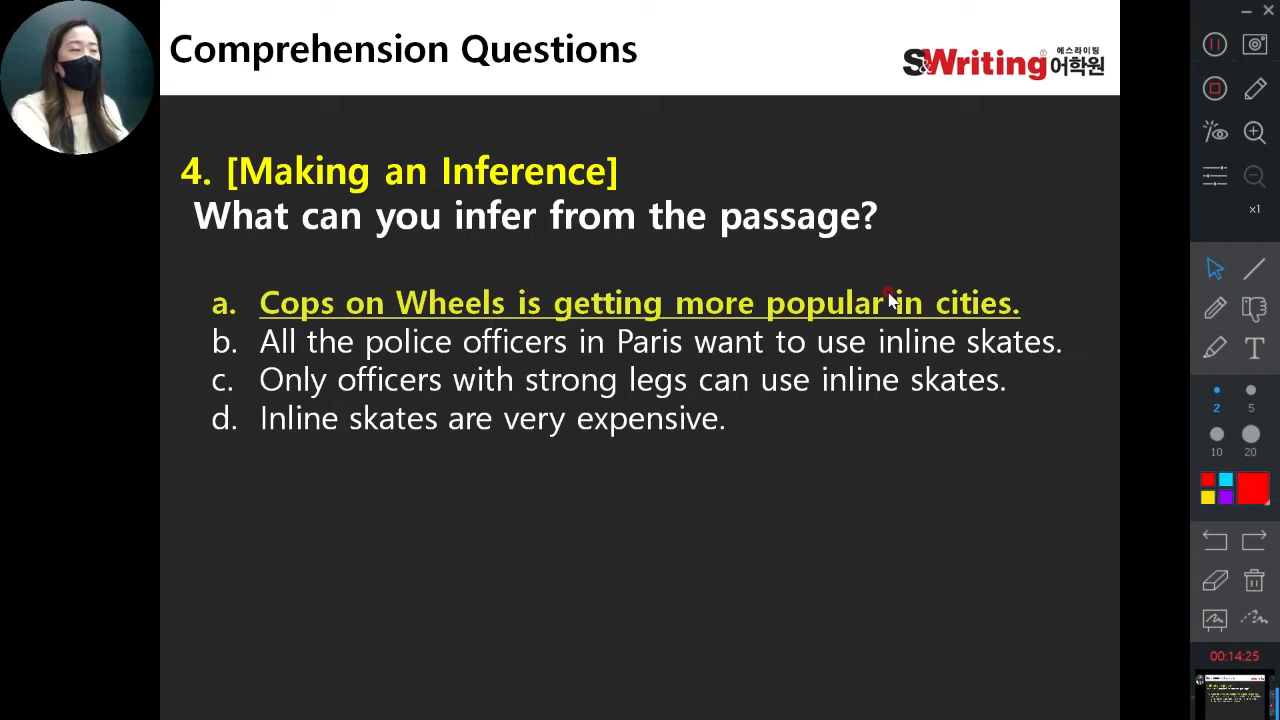 Comprehension Questions
S&Writing 에스라이팅 어학원
4. [Making an Inference]
What can you infer from the passage?
a. Cops on Wheels is getting more popular in cities.
b. All the police officers in Paris want to use inline skates.
c. Only officers with strong legs can use inline skates.
d. Inline skates are very expensive.
x1
T
2 5
10 20
00:14:25